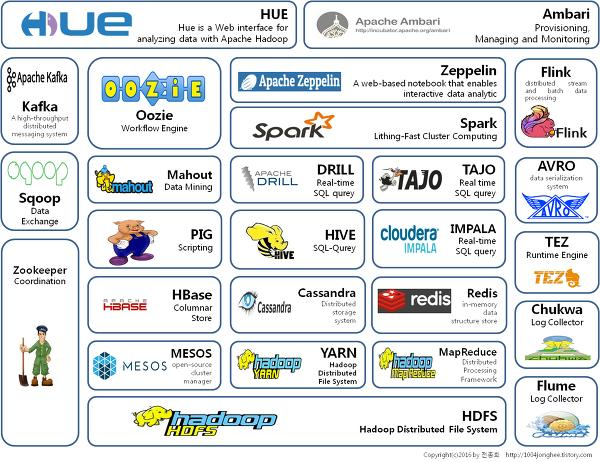 HUE
HUE
Hue is a Web interface for
analyzing data with Apache Hadoop
Apache Ambari
http://incubator.apache.org/ambari
Ambari
Provisioning,
Managing and Monitoring
Apache Kafka
Kafka
A high-throughput
distributed
messaging system
OOZIE
Oozie
Workflow Engine
Apache Zeppelin
Zeppelin
A web-based notebook that enables
interactive data analytic
Spark
Spark
Lithing-Fast Cluster Computing
Flink
distributed stream
and batch data
processing
Flink
sqoop
Sqoop
Data
Exchange
mahout
Mahout
Data Mining
APACHE
DRILL
DRILL
Real-time
SQL qurey
TAJO
TAJO
Real time
SQL qurey
AVRO
data serialization
system
AVRO
TM
PIG
Scripting
HIVE
HIVE
SQL-Qurey
cloudera
IMPALA
IMPALA
Real-time
SQL query
TEZ
Runtime Engine
TEZ
Zookeeper
Coordination
APACHE
HBASE
HBase
Columnar
Store
Cassandra
Cassandra
Distributed
storage
system
redis
Redis
in-memory
data
structure store
Chukwa
Log Collector
chukwa
MESOS
MESOS
open-source
cluster
manager
hadoop
YARN
YARN
Hadoop
Distributed
File System
hadoop
MapReduce
MapReduce
Distributed
Processing
Framework
Flume
Log Collector
hadoop
HDFS
HDFS
Hadoop Distributed File System
Copyright(c)2016 by 전종희 http://1004jonghee.tistory.com